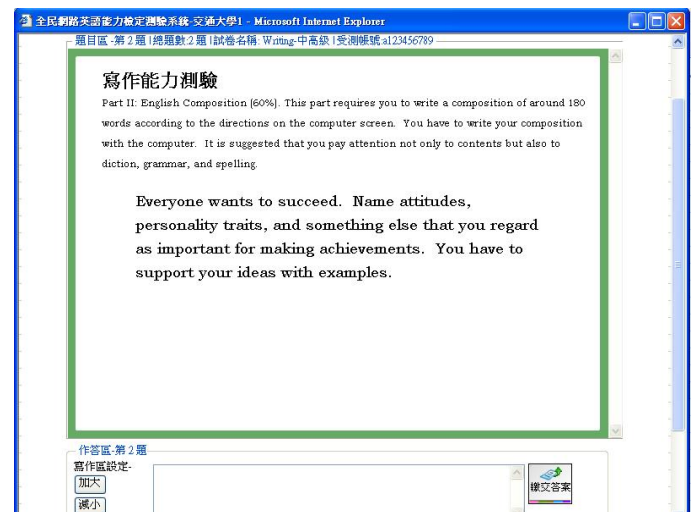 全民網路英語能力檢定測驗系統-交通大學1 - Microsoft Internet Explorer
題目區 -第 2 題 | 總題數:2 題 | 試卷名稱: Writing-中高級 | 受測帳號:a123456789
寫作能力測驗
Part II: English Composition (60%). This part requires you to write a composition of around 180
words according to the directions on the computer screen. You have to write your composition
with the computer. It is suggested that you pay attention not only to contents but also to
diction, grammar, and spelling.
Everyone wants to succeed. Name attitudes,
personality traits, and something else that you regard
as important for making achievements. You have to
support your ideas with examples.
作答區-第 2 題
寫作區設定-
加大
減小
繳交答案